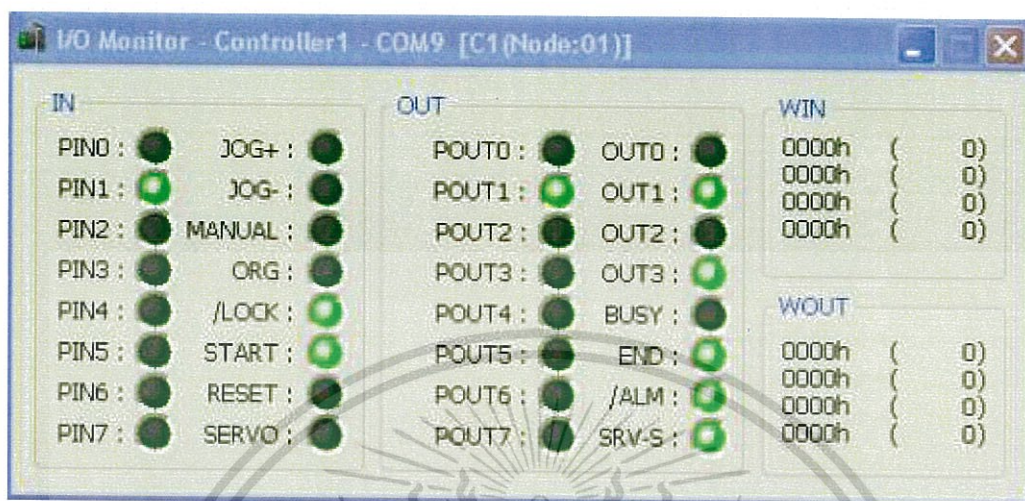 I/O Monitor - Controller1 - COM9 [C1(Node:01)]
IN
PIN0 : JOG+ :
PIN1 : JOG- :
PIN2 : MANUAL :
PIN3 : ORG :
PIN4 : /LOCK :
PIN5 : START :
PIN6 : RESET :
PIN7 : SERVO :
OUT
POUT0 : OUT0 :
POUT1 : OUT1 :
POUT2 : OUT2 :
POUT3 : OUT3 :
POUT4 : BUSY :
POUT5 : END :
POUT6 : /ALM :
POUT7 : SRV-S :
WIN
0000h ( 0)
0000h ( 0)
0000h ( 0)
0000h ( 0)
WOUT
0000h ( 0)
0000h ( 0)
0000h ( 0)
0000h ( 0)